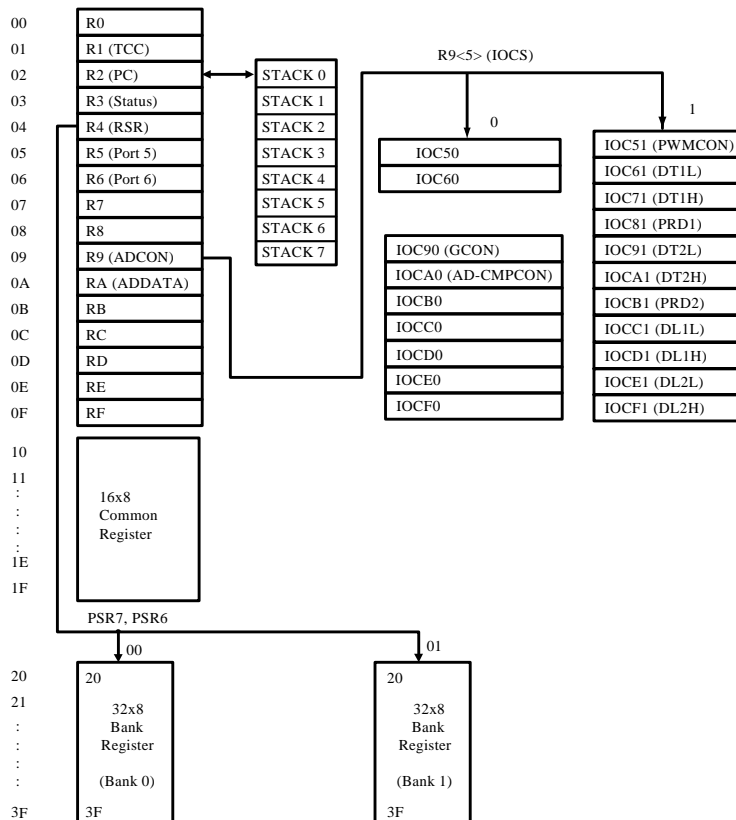 00 R0
01 R1 (TCC)
02 R2 (PC)
03 R3 (Status)
04 R4 (RSR)
05 R5 (Port 5)
06 R6 (Port 6)
07 R7
08 R8
09 R9 (ADCON)
0A RA (ADDATA)
0B RB
0C RC
0D RD
0E RE
0F RF
STACK 0
STACK 1
STACK 2
STACK 3
STACK 4
STACK 5
STACK 6
STACK 7
R9<5> (IOCS)
0
1
IOC50
IOC60
IOC90 (GCON)
IOCA0 (AD-CMPCON)
IOCB0
IOCC0
IOCD0
IOCE0
IOCF0
IOC51 (PWMCON)
IOC61 (DT1L)
IOC71 (DT1H)
IOC81 (PRD1)
IOC91 (DT2L)
IOCA1 (DT2H)
IOCB1 (PRD2)
IOCC1 (DL1L)
IOCD1 (DL1H)
IOCE1 (DL2L)
IOCF1 (DL2H)
10
11
:
:
:
:
1E
1F
16x8
Common
Register
PSR7, PSR6
00
01
20
21
:
:
:
:
3F
20
32x8
Bank
Register
(Bank 0)
3F
20
32x8
Bank
Register
(Bank 1)
3F